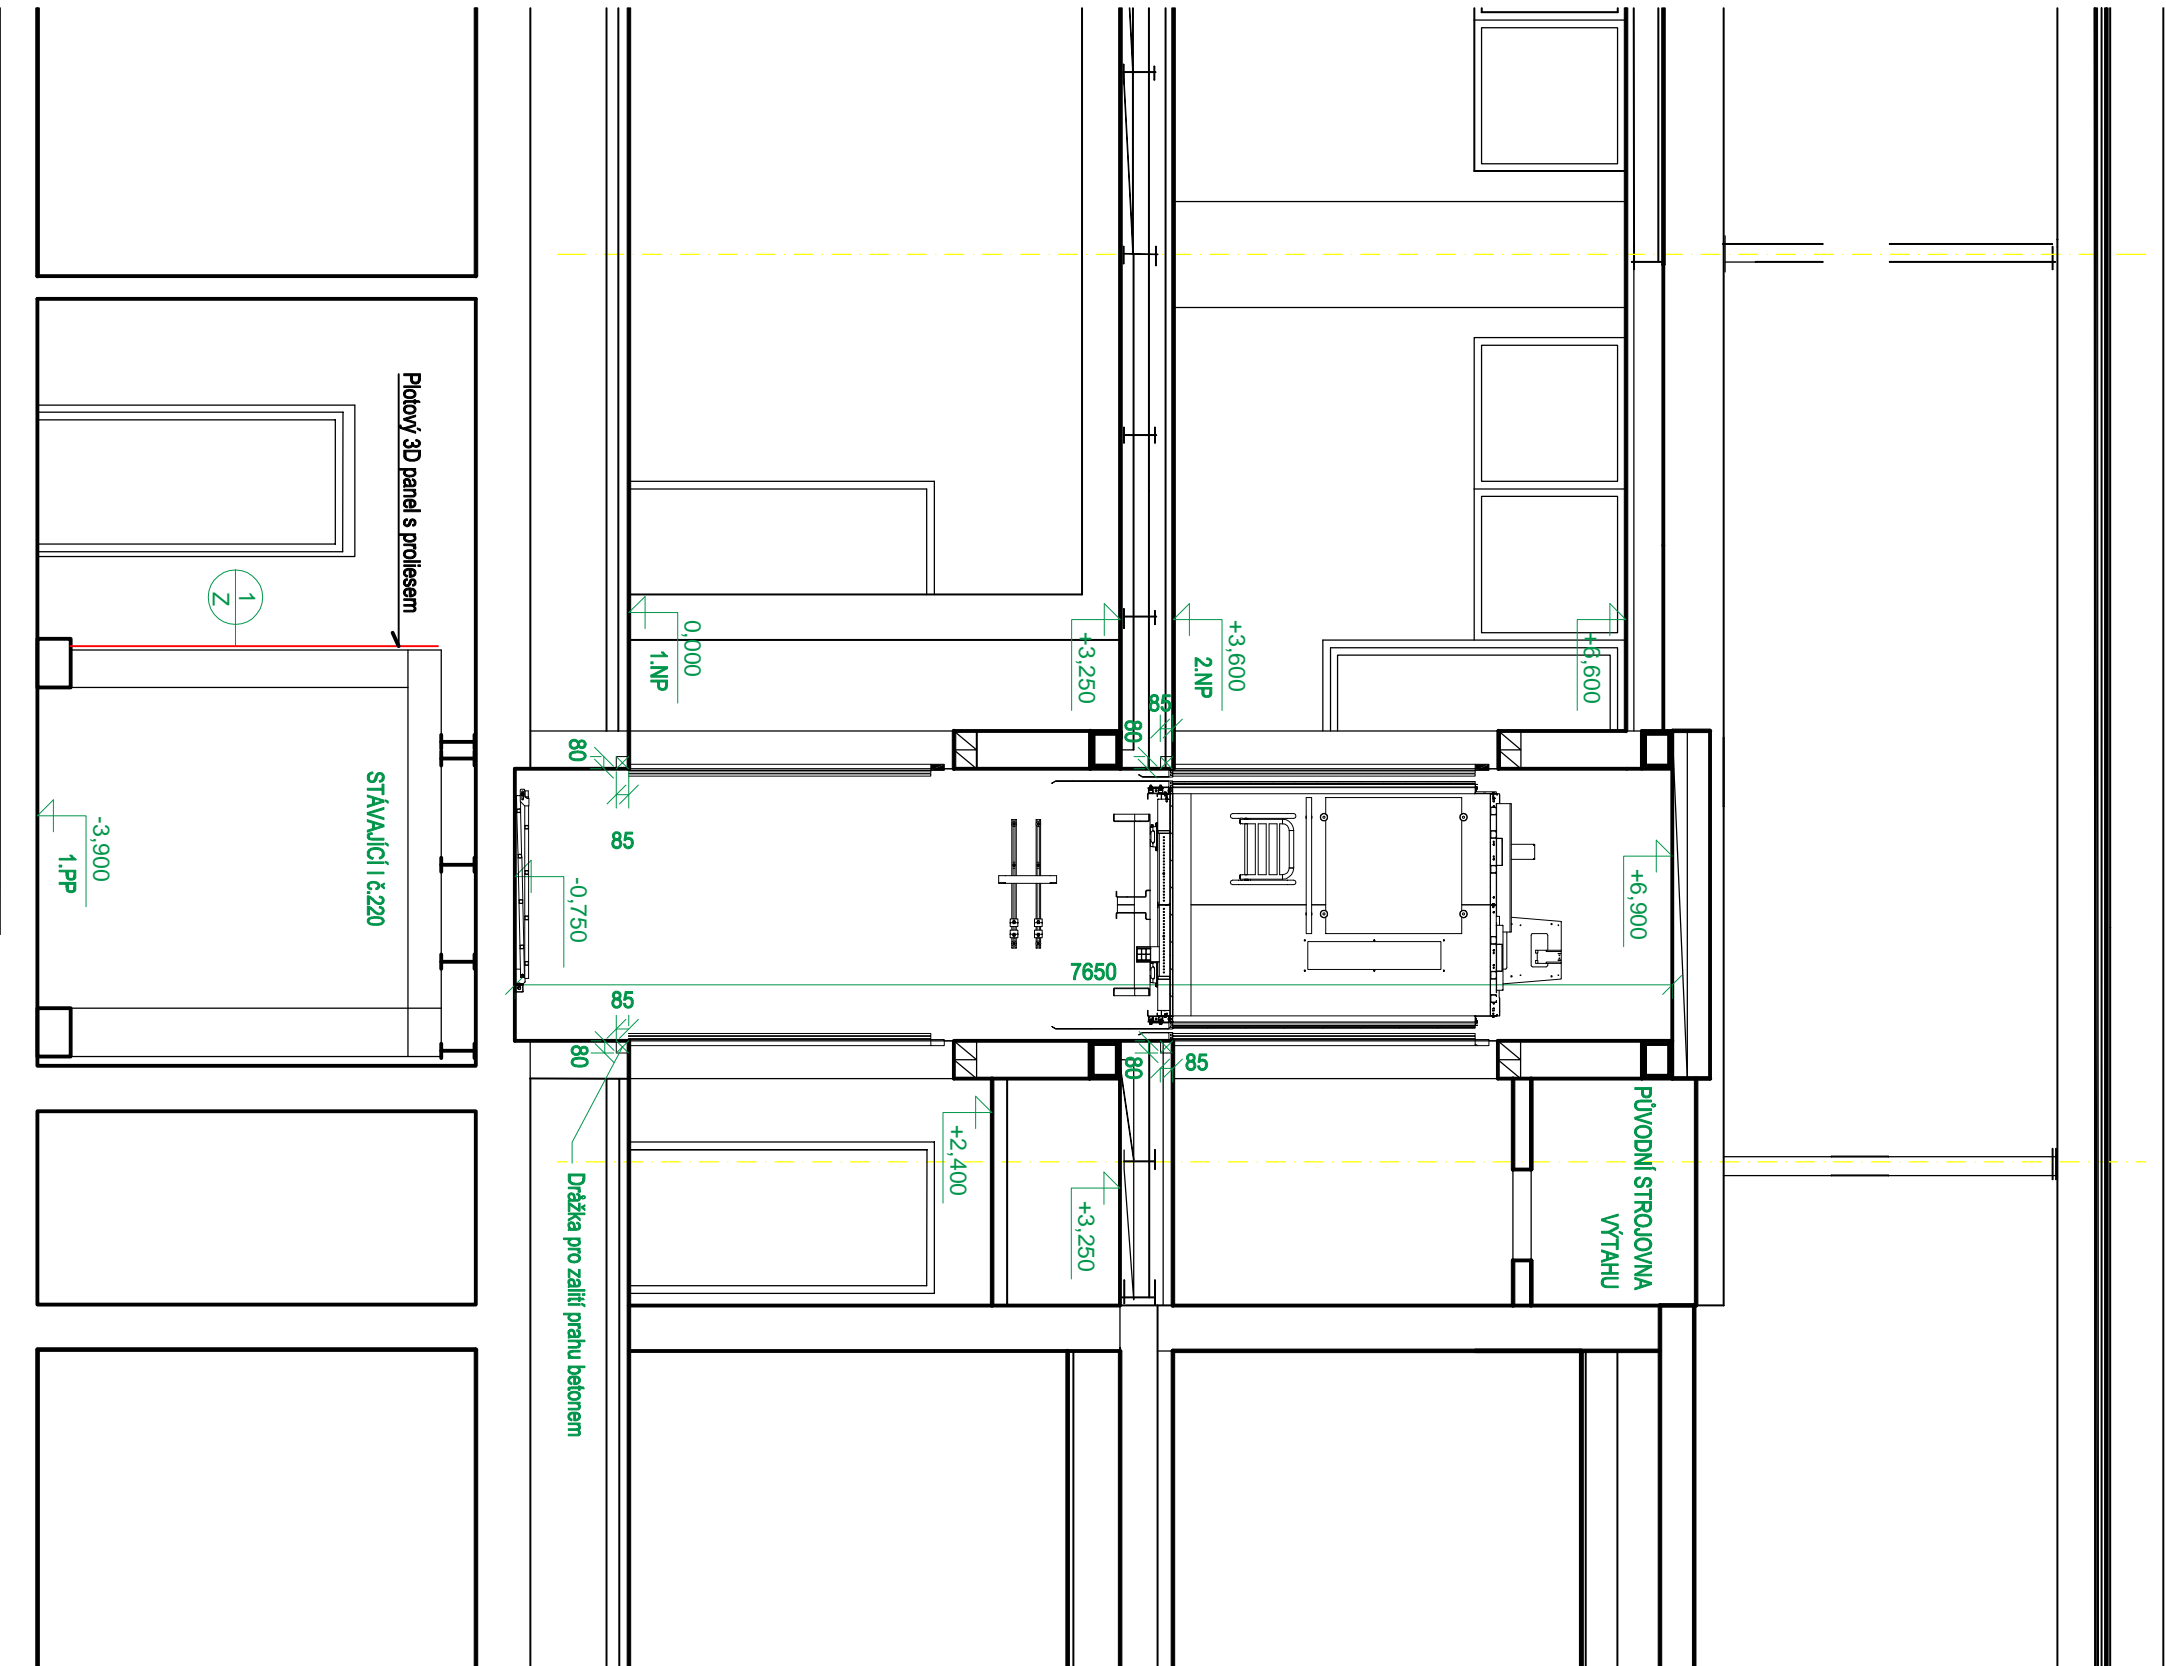 Plotový 3D panel s proliesem
1
Z
STÁVAJÍCÍ I č.220
-3,900
1.PP
0,000
1.NP
+3,250
+3,600
2.NP
+6,600
85
80
80
85
-0,750
+6,900
7650
85
80
80
85
+2,400
+3,250
PŮVODNÍ STROJOVNA
VÝTAHU
Drážka pro zalití prahu betonem